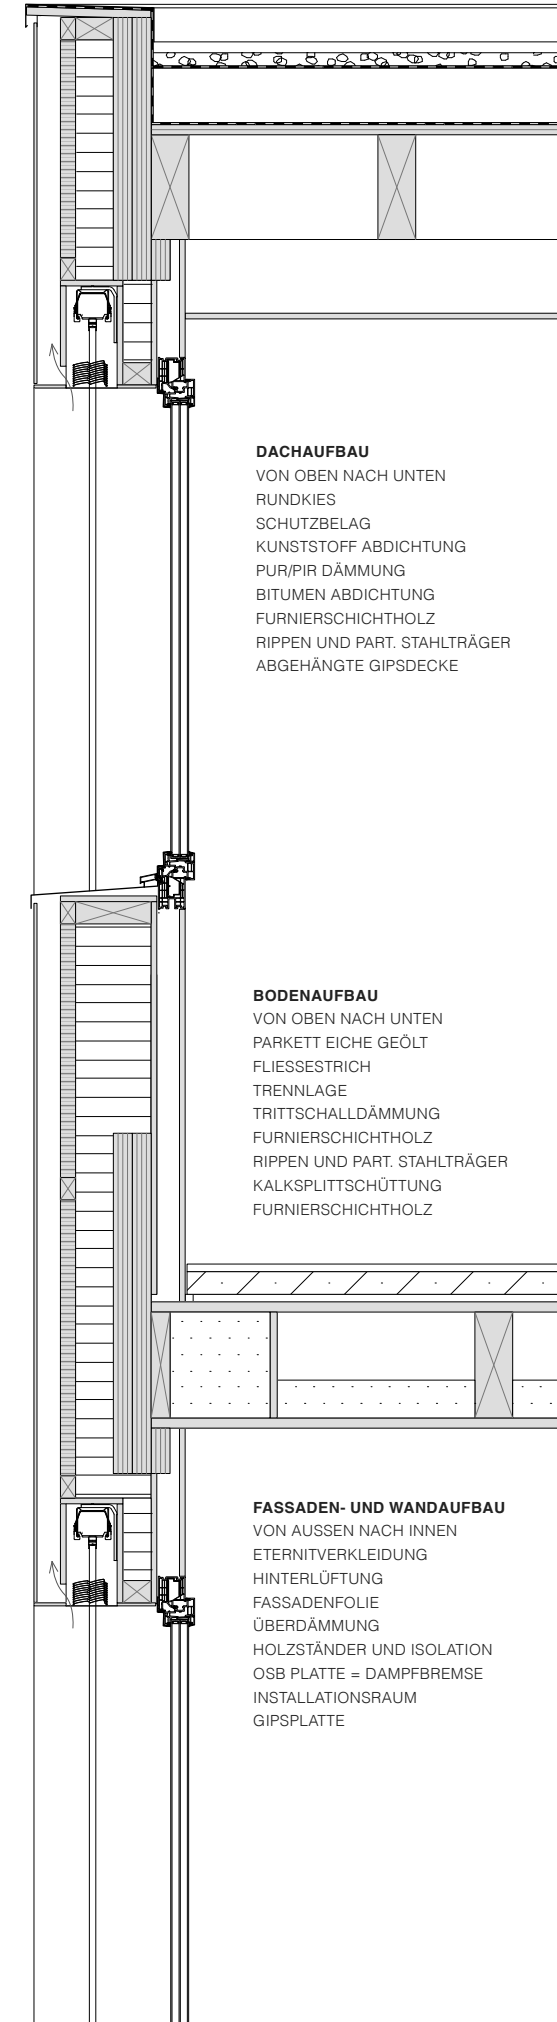 DACHAUFBAU
VON OBEN NACH UNTEN
RUNDKIES
SCHUTZBELAG
KUNSTSTOFF ABDICHTUNG
PUR/PIR DÄMMUNG
BITUMEN ABDICHTUNG
FURNIERSCHICHTHOLZ
RIPPEN UND PART. STAHLTRÄGER
ABGEHÄNGTE GIPSDECKE
BODENAUFBAU
VON OBEN NACH UNTEN
PARKETT EICHE GEÖLT
FLIESSESTRICH
TRENNLAGE
TRITTSCHALLDÄMMUNG
FURNIERSCHICHTHOLZ
RIPPEN UND PART. STAHLTRÄGER
KALKSPLITTSCHÜTTUNG
FURNIERSCHICHTHOLZ
FASSADEN- UND WANDAUFBAU
VON AUSSEN NACH INNEN
ETERNITVERKLEIDUNG
HINTERLÜFTUNG
FASSADENFOLIE
ÜBERDÄMMUNG
HOLZSTÄNDER UND ISOLATION
OSB PLATTE = DAMPFBREMSE
INSTALLATIONSRAUM
GIPSPLATTE